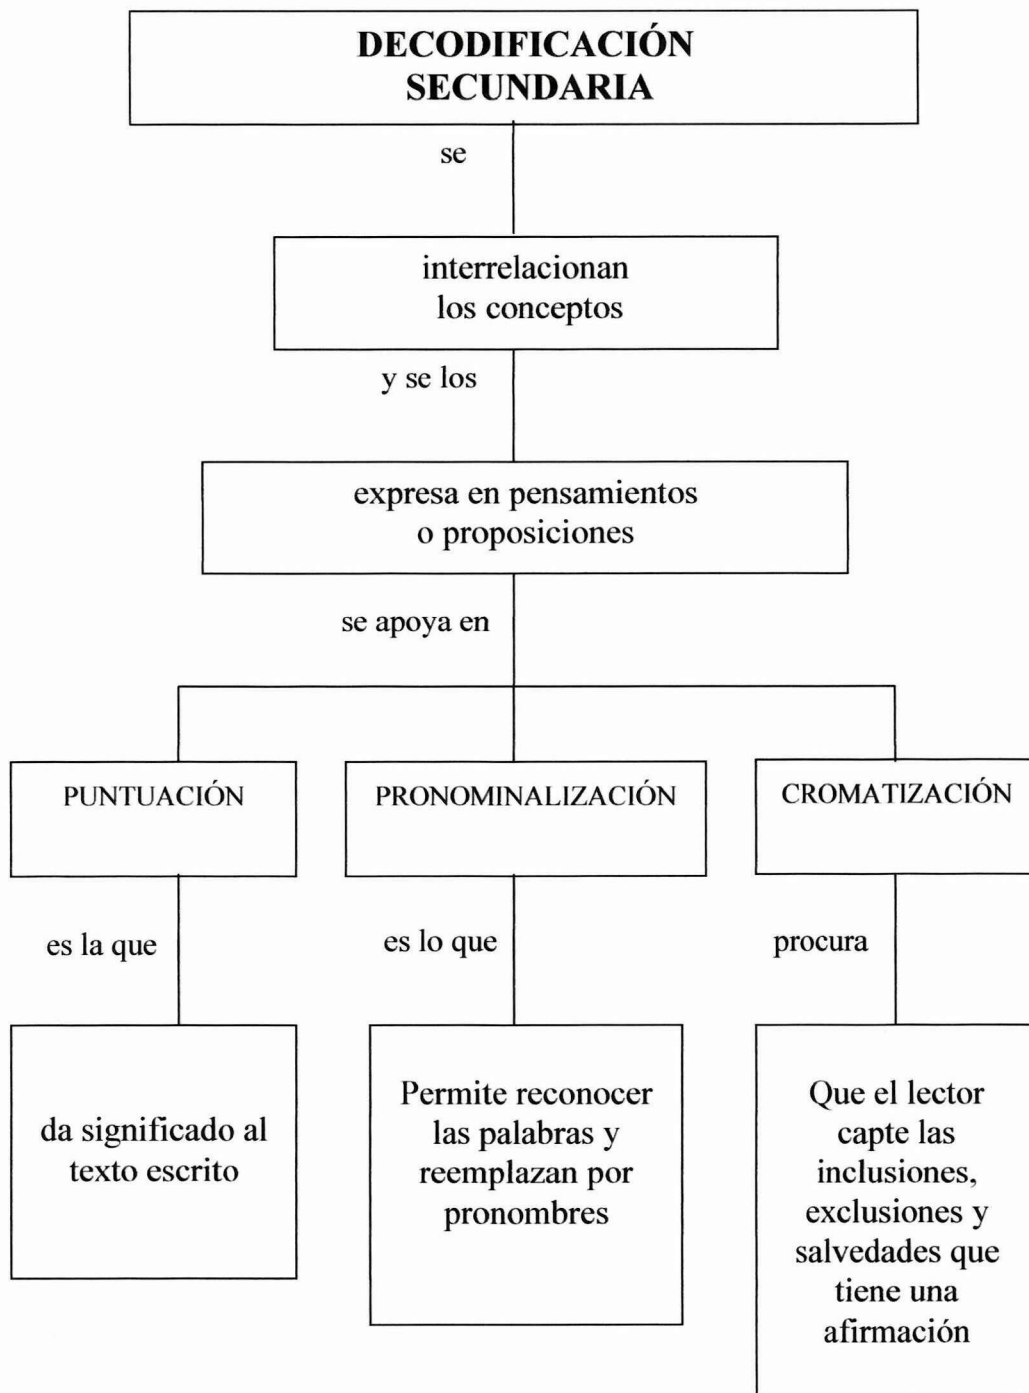 DECODIFICACIÓN
SECUNDARIA
se
interrelacionan
los conceptos
y se los
expresa en pensamientos
o proposiciones
se apoya en
PUNTUACIÓN
PRONOMINALIZACIÓN
CROMATIZACIÓN
es la que
es lo que
procura
da significado al
texto escrito
Permite reconocer
las palabras y
reemplazan por
pronombres
Que el lector
capte las
inclusiones,
exclusiones y
salvedades que
tiene una
afirmación